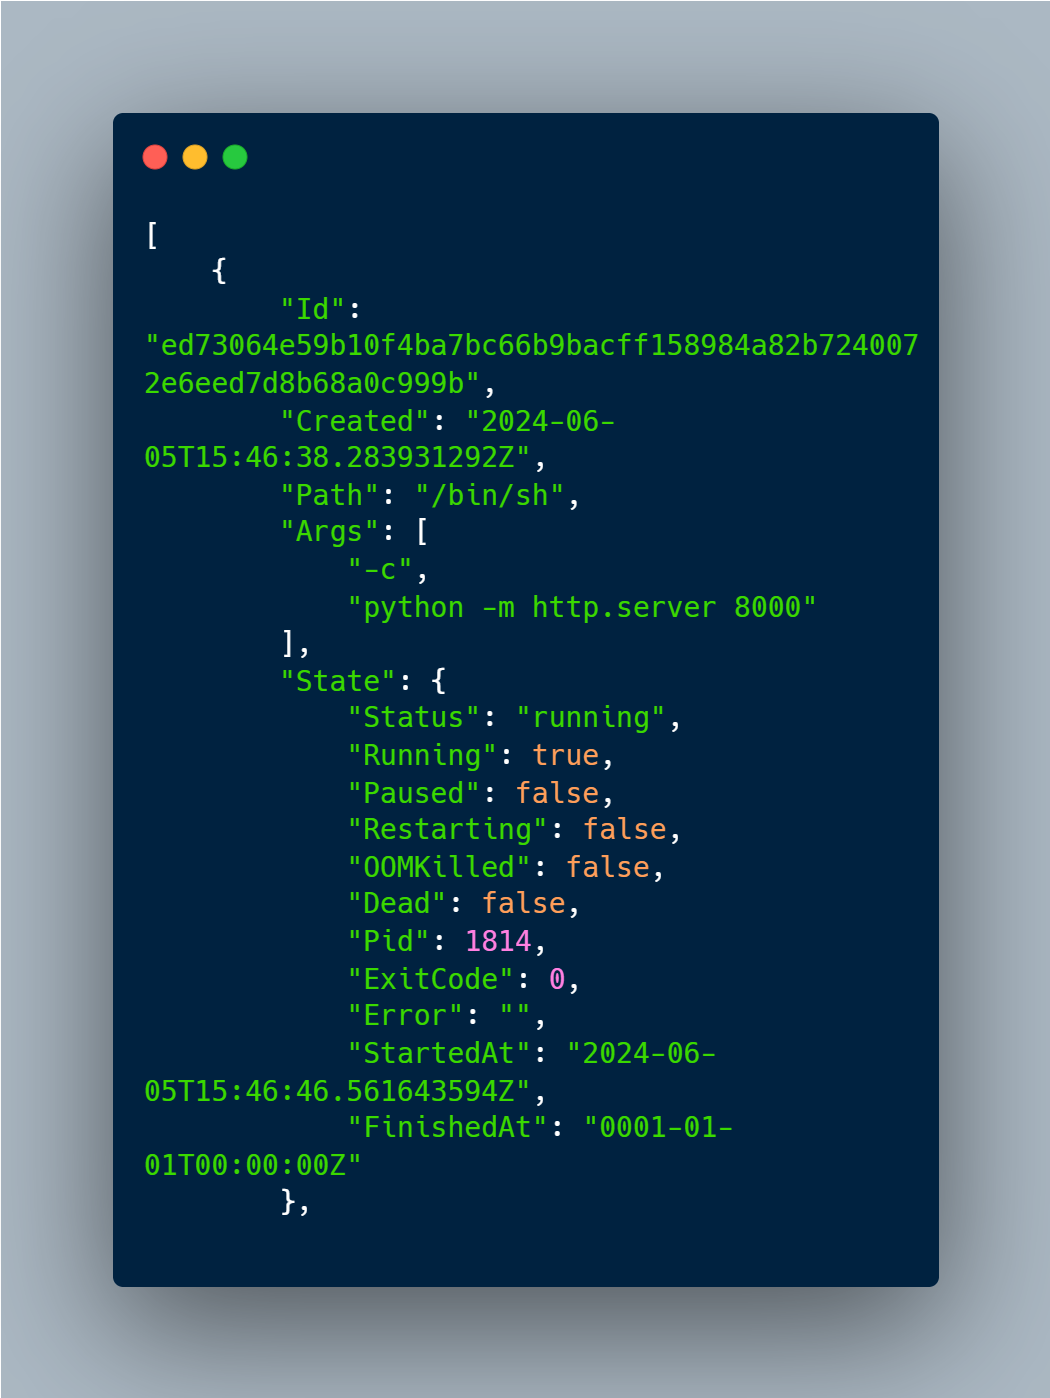 [
    {
        "Id":
"ed73064e59b10f4ba7bc66b9bacff158984a82b724007
2e6eed7d8b68a0c999b",
        "Created": "2024-06-
05T15:46:38.283931292Z",
        "Path": "/bin/sh",
        "Args": [
            "-c",
            "python -m http.server 8000"
        ],
        "State": {
            "Status": "running",
            "Running": true,
            "Paused": false,
            "Restarting": false,
            "OOMKilled": false,
            "Dead": false,
            "Pid": 1814,
            "ExitCode": 0,
            "Error": "",
            "StartedAt": "2024-06-
05T15:46:46.561643594Z",
            "FinishedAt": "0001-01-
01T00:00:00Z"
        },